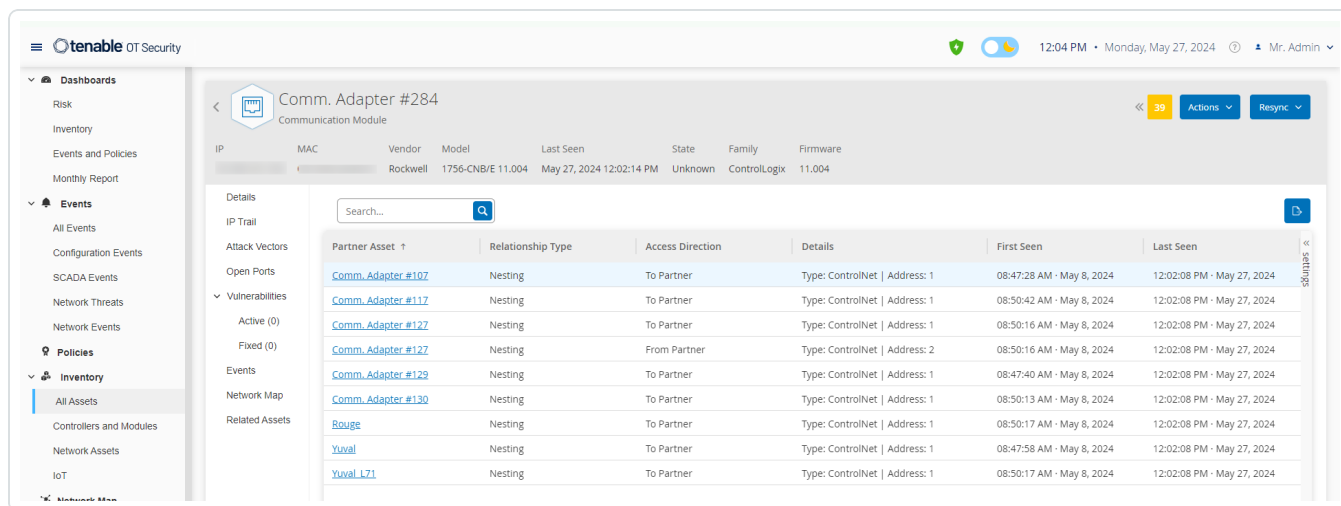 tenable OT Security
12:04 PM • Monday, May 27, 2024 Mr. Admin
Dashboards
Risk
Inventory
Events and Policies
Monthly Report
Events
All Events
Configuration Events
SCADA Events
Network Threats
Network Events
Policies
Inventory
All Assets
Controllers and Modules
Network Assets
IoT
Network Map
Comm. Adapter #284
Communication Module
39 Actions Resync
IP MAC Vendor Model Last Seen State Family Firmware
Rockwell 1756-CNB/E 11.004 May 27, 2024 12:02:14 PM Unknown ControlLogix 11.004
Details
IP Trail
Attack Vectors
Open Ports
Vulnerabilities
Active (0)
Fixed (0)
Events
Network Map
Related Assets
Search...
Partner Asset ↑ Relationship Type Access Direction Details First Seen Last Seen
Comm. Adapter #107 Nesting To Partner Type: ControlNet | Address: 1 08:47:28 AM · May 8, 2024 12:02:08 PM · May 27, 2024
Comm. Adapter #117 Nesting To Partner Type: ControlNet | Address: 1 08:50:42 AM · May 8, 2024 12:02:08 PM · May 27, 2024
Comm. Adapter #127 Nesting To Partner Type: ControlNet | Address: 1 08:50:16 AM · May 8, 2024 12:02:08 PM · May 27, 2024
Comm. Adapter #127 Nesting From Partner Type: ControlNet | Address: 2 08:50:16 AM · May 8, 2024 12:02:08 PM · May 27, 2024
Comm. Adapter #129 Nesting To Partner Type: ControlNet | Address: 1 08:47:40 AM · May 8, 2024 12:02:08 PM · May 27, 2024
Comm. Adapter #130 Nesting To Partner Type: ControlNet | Address: 1 08:50:13 AM · May 8, 2024 12:02:08 PM · May 27, 2024
Rouge Nesting To Partner Type: ControlNet | Address: 1 08:50:17 AM · May 8, 2024 12:02:08 PM · May 27, 2024
Yuval Nesting To Partner Type: ControlNet | Address: 1 08:47:58 AM · May 8, 2024 12:02:08 PM · May 27, 2024
Yuval_L71 Nesting To Partner Type: ControlNet | Address: 1 08:50:17 AM · May 8, 2024 12:02:08 PM · May 27, 2024
settings